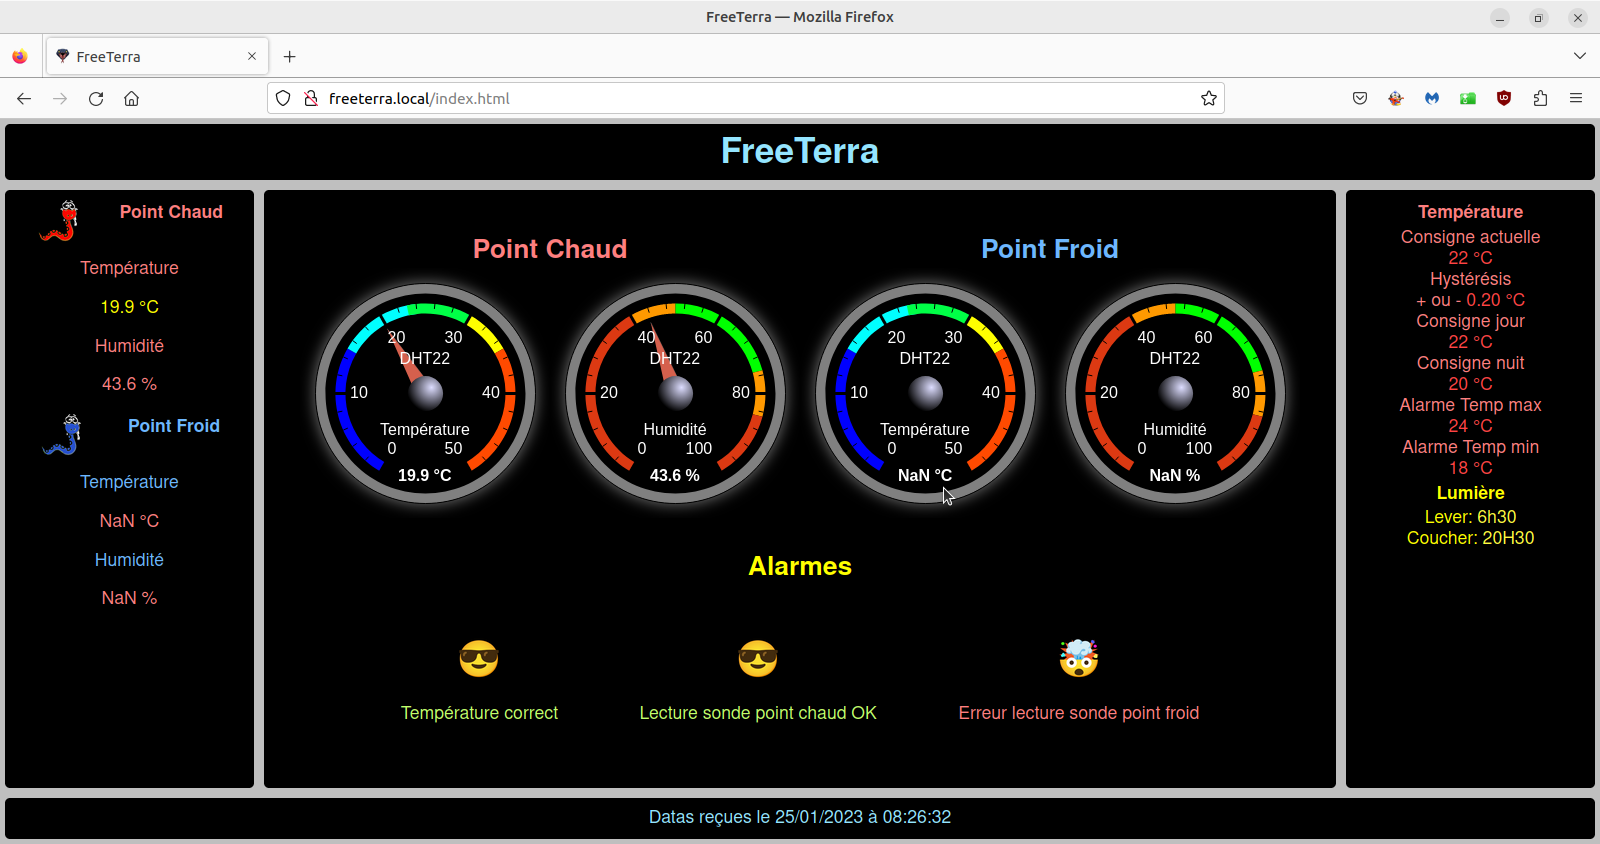 FreeTerra — Mozilla Firefox
FreeTerra
freeterra.local/index.html
FreeTerra
Point Chaud
Température
19.9 °C
Humidité
43.6 %
Point Froid
Température
NaN °C
Humidité
NaN %
Point Chaud
Point Froid
20 30
DHT22
10 40
Température
0 50
19.9 °C
40 60
DHT22
20 80
Humidité
0 100
43.6 %
20 30
DHT22
10 40
Température
0 50
NaN °C
40 60
DHT22
20 80
Humidité
0 100
NaN %
Alarmes
Température correct
Lecture sonde point chaud OK
Erreur lecture sonde point froid
Température
Consigne actuelle
22 °C
Hystérésis
+ ou - 0.20 °C
Consigne jour
22 °C
Consigne nuit
20 °C
Alarme Temp max
24 °C
Alarme Temp min
18 °C
Lumière
Lever: 6h30
Coucher: 20H30
Datas reçues le 25/01/2023 à 08:26:32